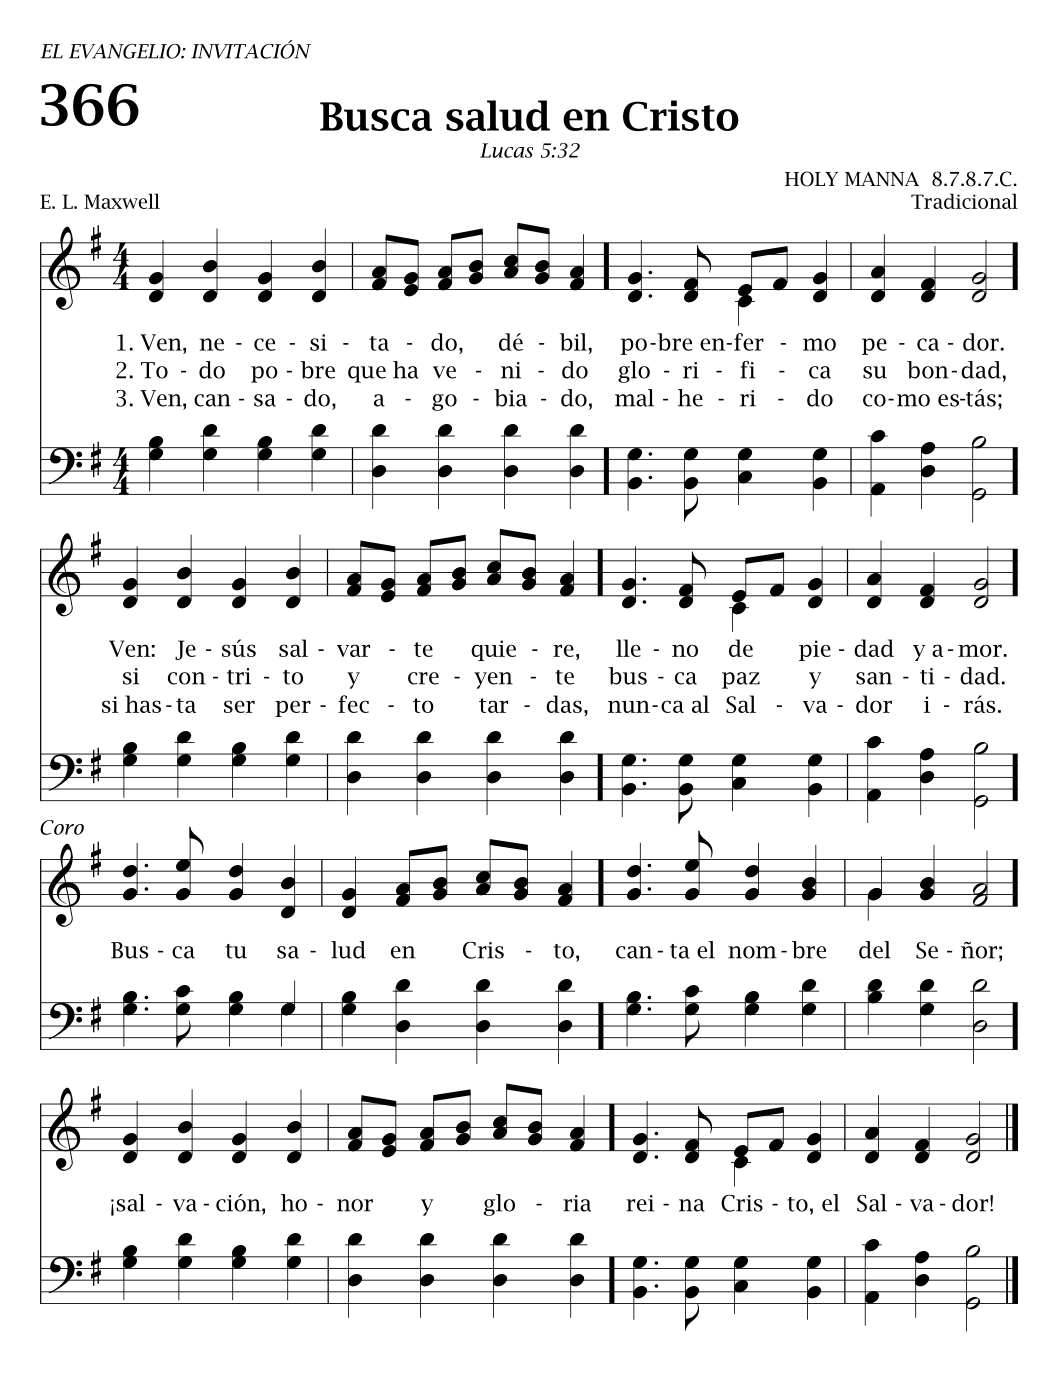 EL EVANGELIO: INVITACIÓN
366
Busca salud en Cristo
Lucas 5:32
HOLY MANNA 8.7.8.7.C.
E. L. Maxwell
Tradicional
1. Ven, ne - ce - si - ta - do, dé - bil, po - bre en - fer - mo pe - ca - dor.
2. To - do po - bre que ha ve - ni - do glo - ri - fi - ca su bon - dad,
3. Ven, can - sa - do, a - go - bia - do, mal - he - ri - do co - mo es - tás;
Ven: Je - sús sal - var - te quie - re, lle - no de pie - dad y a - mor.
si con - tri - to y cre - yen - te bus - ca paz y san - ti - dad.
si has - ta ser per - fec - to tar - das, nun - ca al Sal - va - dor i - rás.
Coro
Bus - ca tu sa - lud en Cris - to, can - ta el nom - bre del Se - ñor;
¡sal - va - ción, ho - nor y glo - ria rei - na Cris - to, el Sal - va - dor!